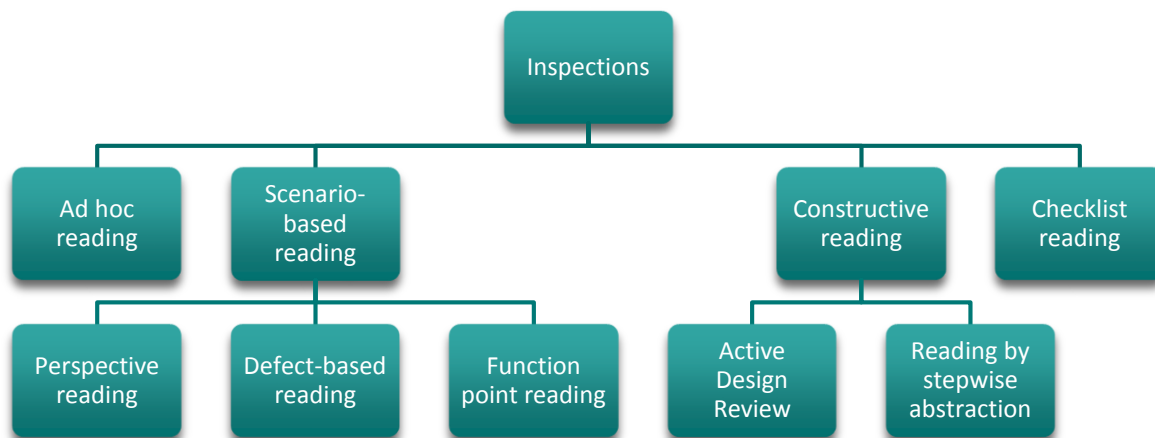 Inspections
Ad hoc
reading
Scenario-
based
reading
Constructive
reading
Checklist
reading
Perspective
reading
Defect-based
reading
Function
point reading
Active
Design
Review
Reading by
stepwise
abstraction